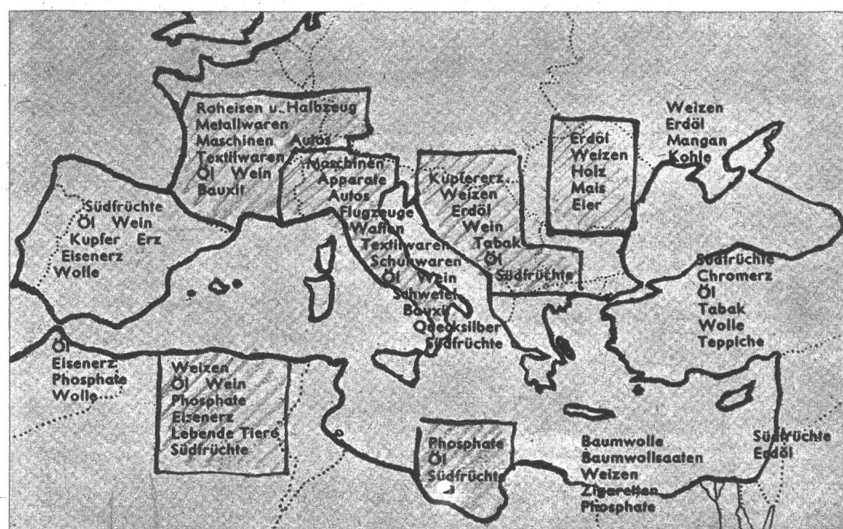 Roheisen u. Halbzeug
Metallwaren
Maschinen Autos
Textilwaren
Öl Wein
Bauxit
Maschinen
Apparate
Autos
Flugzeuge
Waffen
Textilwaren
Schuhwaren
Öl Wein
Schwefel
Bauxit
Quecksilber
Südfrüchte
Kupfererz
Weizen
Erdöl
Wein
Tabak
Öl
Südfrüchte
Erdöl
Weizen
Holz
Mais
Eier
Weizen
Erdöl
Mangan
Kohle
Südfrüchte
Öl Wein
Kupfer Erz
Eisenerz
Wolle
Südfrüchte
Chromerz
Öl
Tabak
Wolle
Teppiche
Öl
Eisenerz
Phosphate
Wolle
Weizen
Öl Wein
Phosphate
Eisenerz
Lebende Tiere
Südfrüchte
Phosphate
Öl
Südfrüchte
Baumwolle
Baumwollsaaten
Weizen
Zigaretten
Phosphate
Südfrüchte
Erdöl